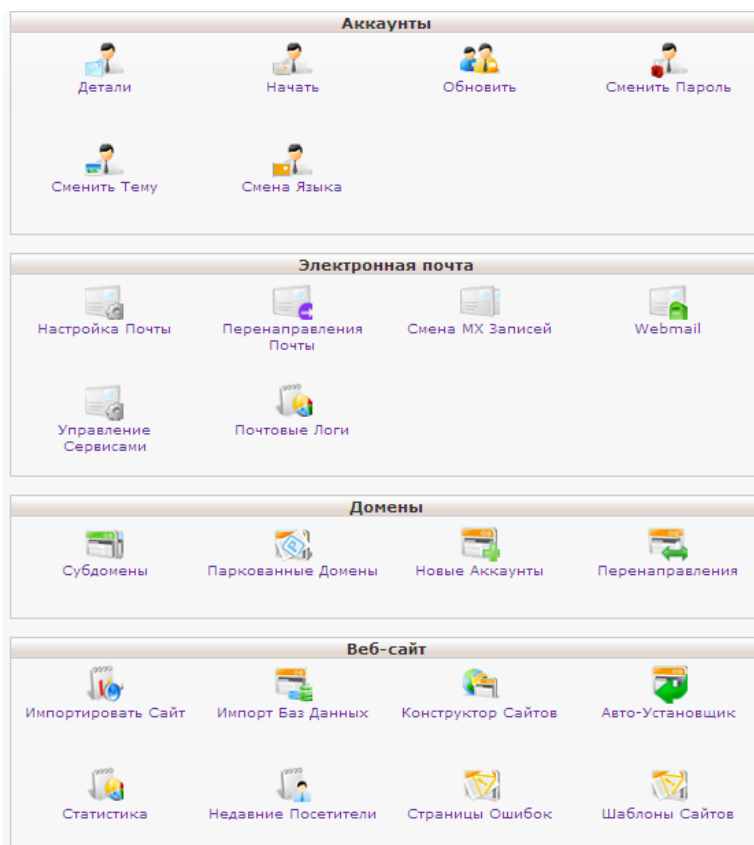 Аккаунты
Детали Начать Обновить Сменить Пароль
Сменить Тему Смена Языка
Электронная почта
Настройка Почты Перенаправления Почты Смена MX Записей Webmail
Управление Сервисами Почтовые Логи
Домены
Субдомены Паркованные Домены Новые Аккаунты Перенаправления
Веб-сайт
Импортировать Сайт Импорт Баз Данных Конструктор Сайтов Авто-Установщик
Статистика Недавние Посетители Страницы Ошибок Шаблоны Сайтов